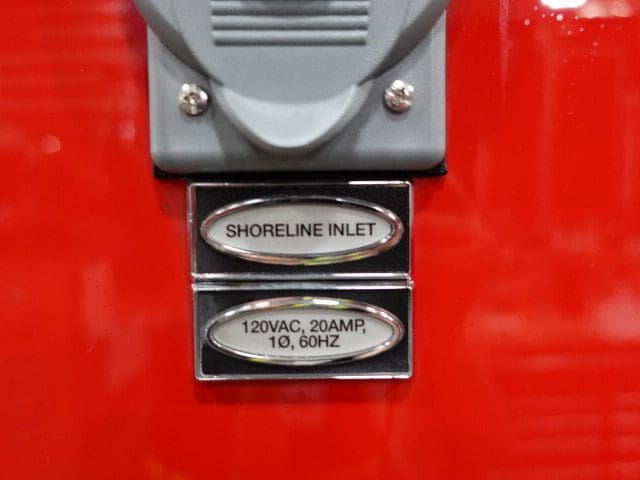 SHORELINE INLET
120VAC, 20AMP,
1Ø, 60HZ